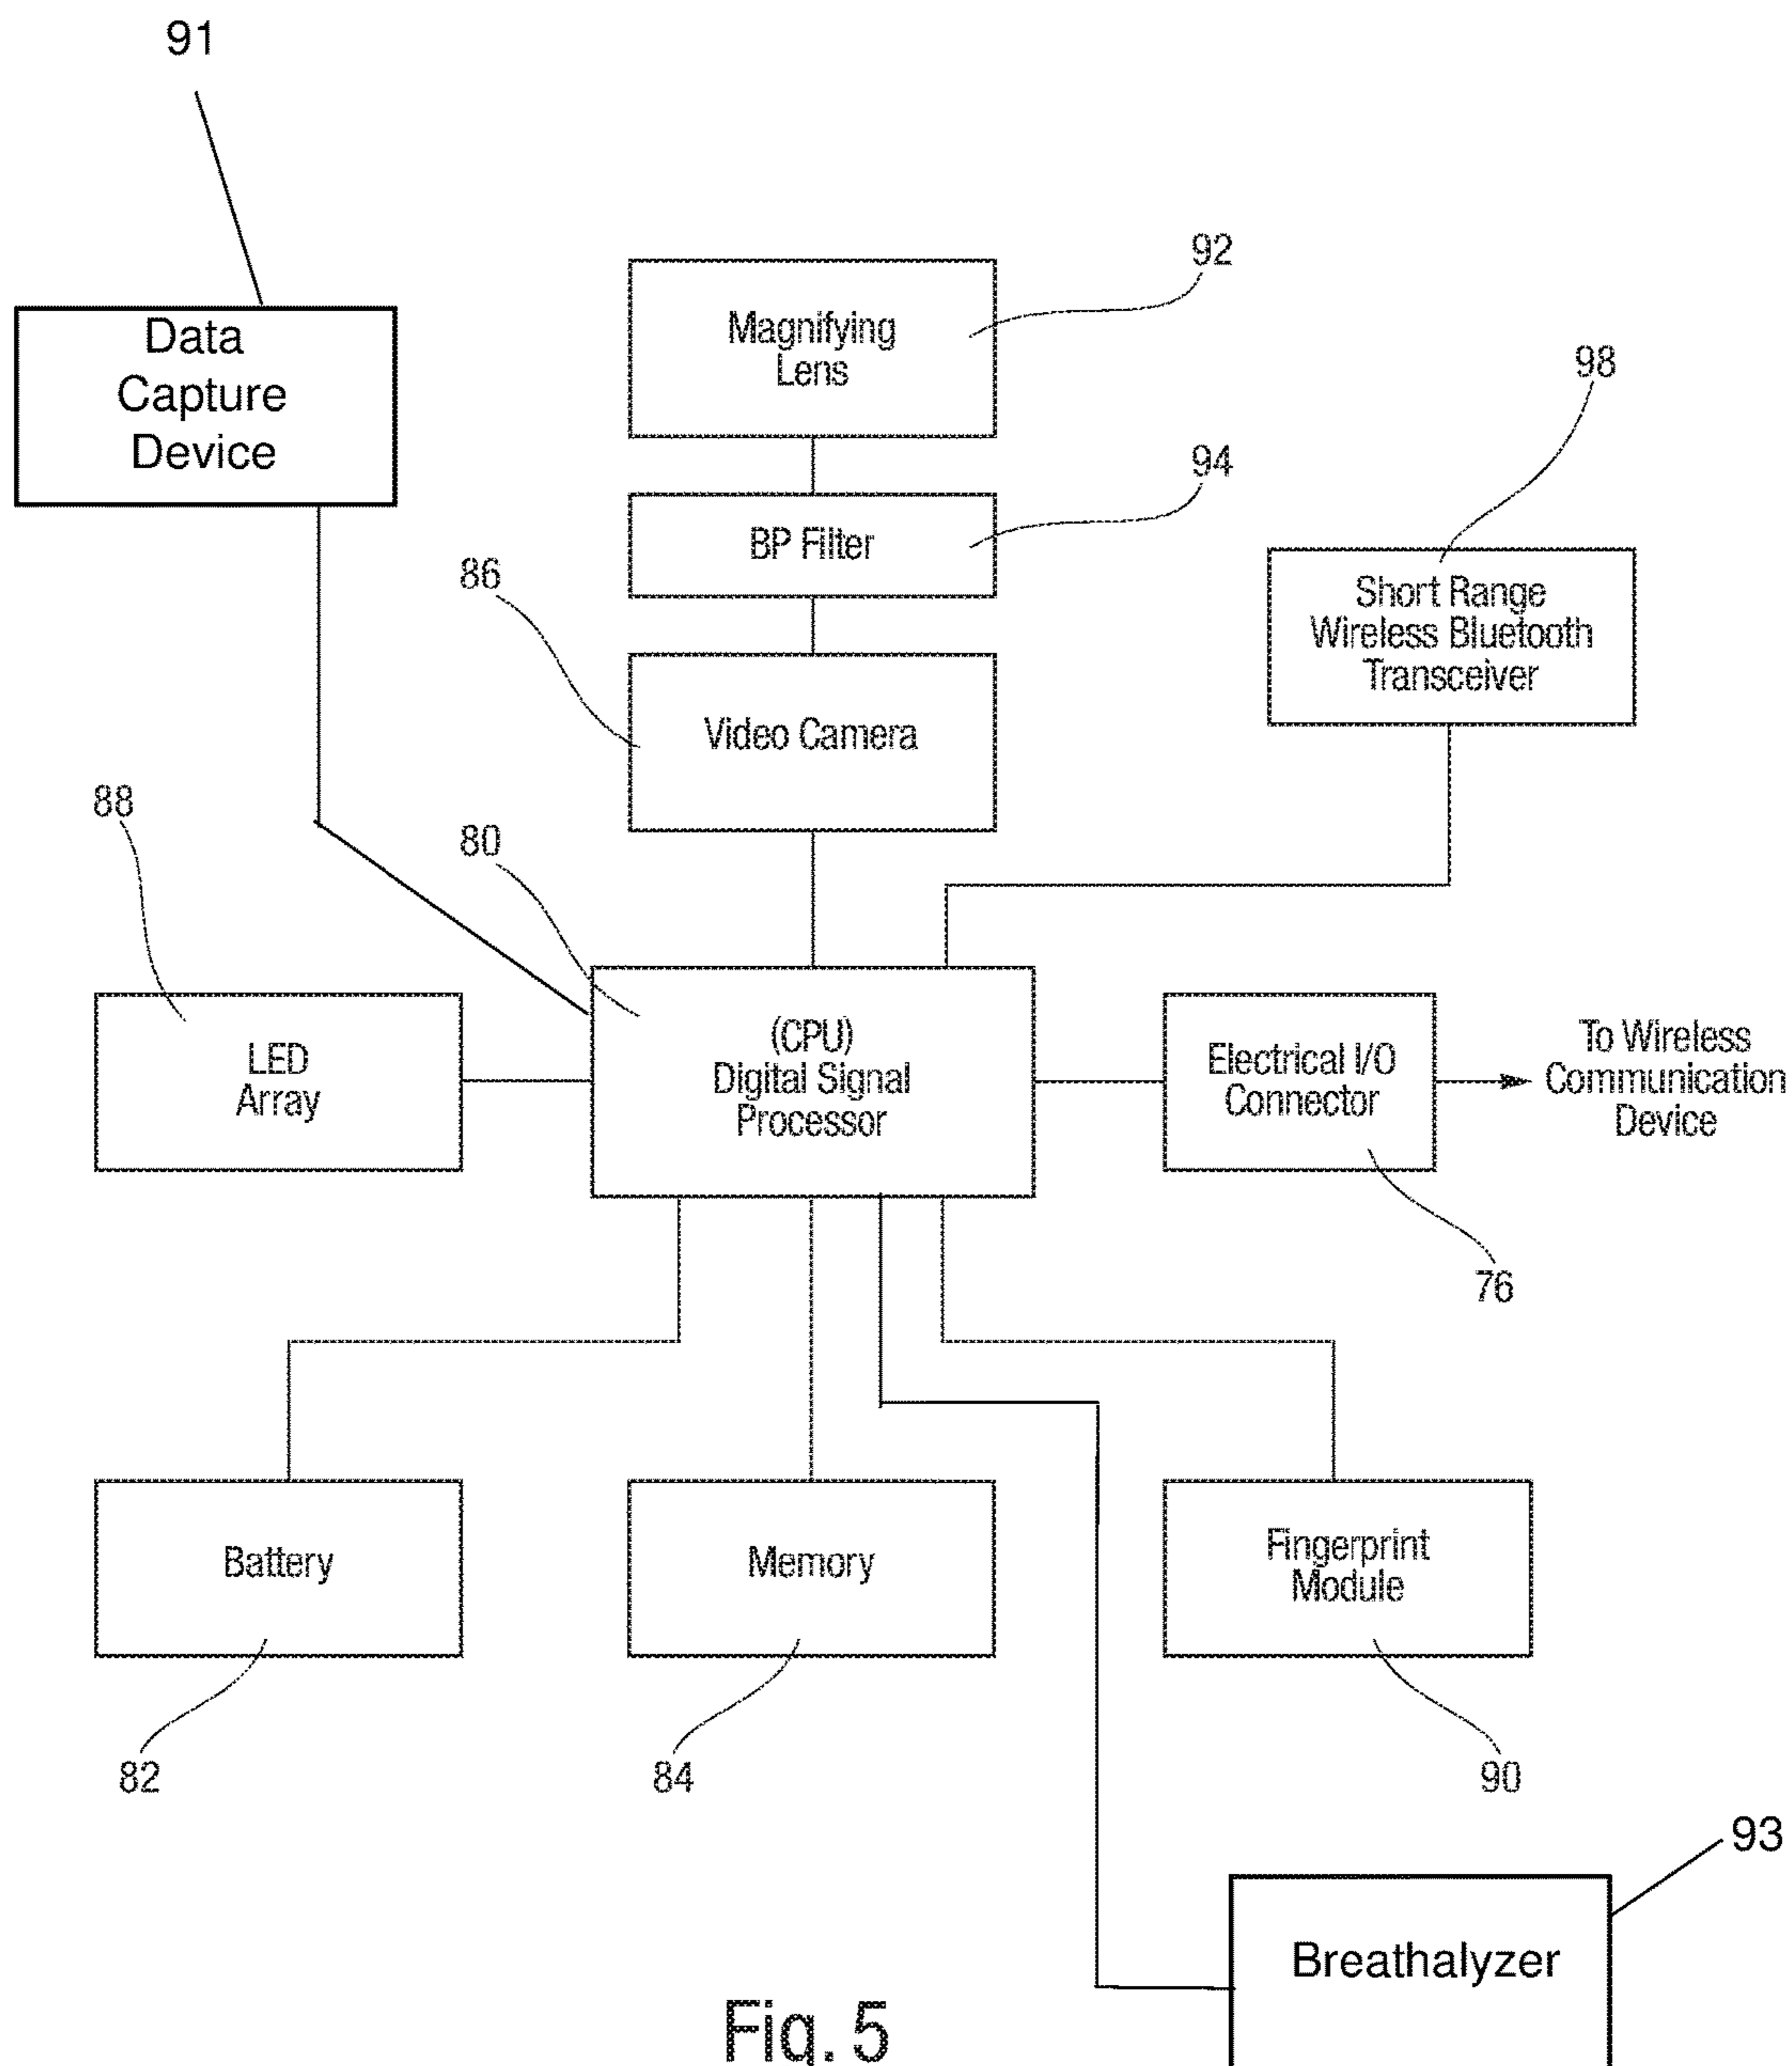 91
92
Data
Capture
Device
Magnifying
Lens
98
94
BP Filter
86
Short Range
Wireless Bluetooth
Transceiver
Video Camera
88
80
(CPU)
Digital Signal
Processor
LED
Array
Electrical I/O
Connector
To Wireless
Communication
Device
76
Battery
Memory
Fingerprint
Module
82
84
90
93
Breathalyzer
Fig. 5